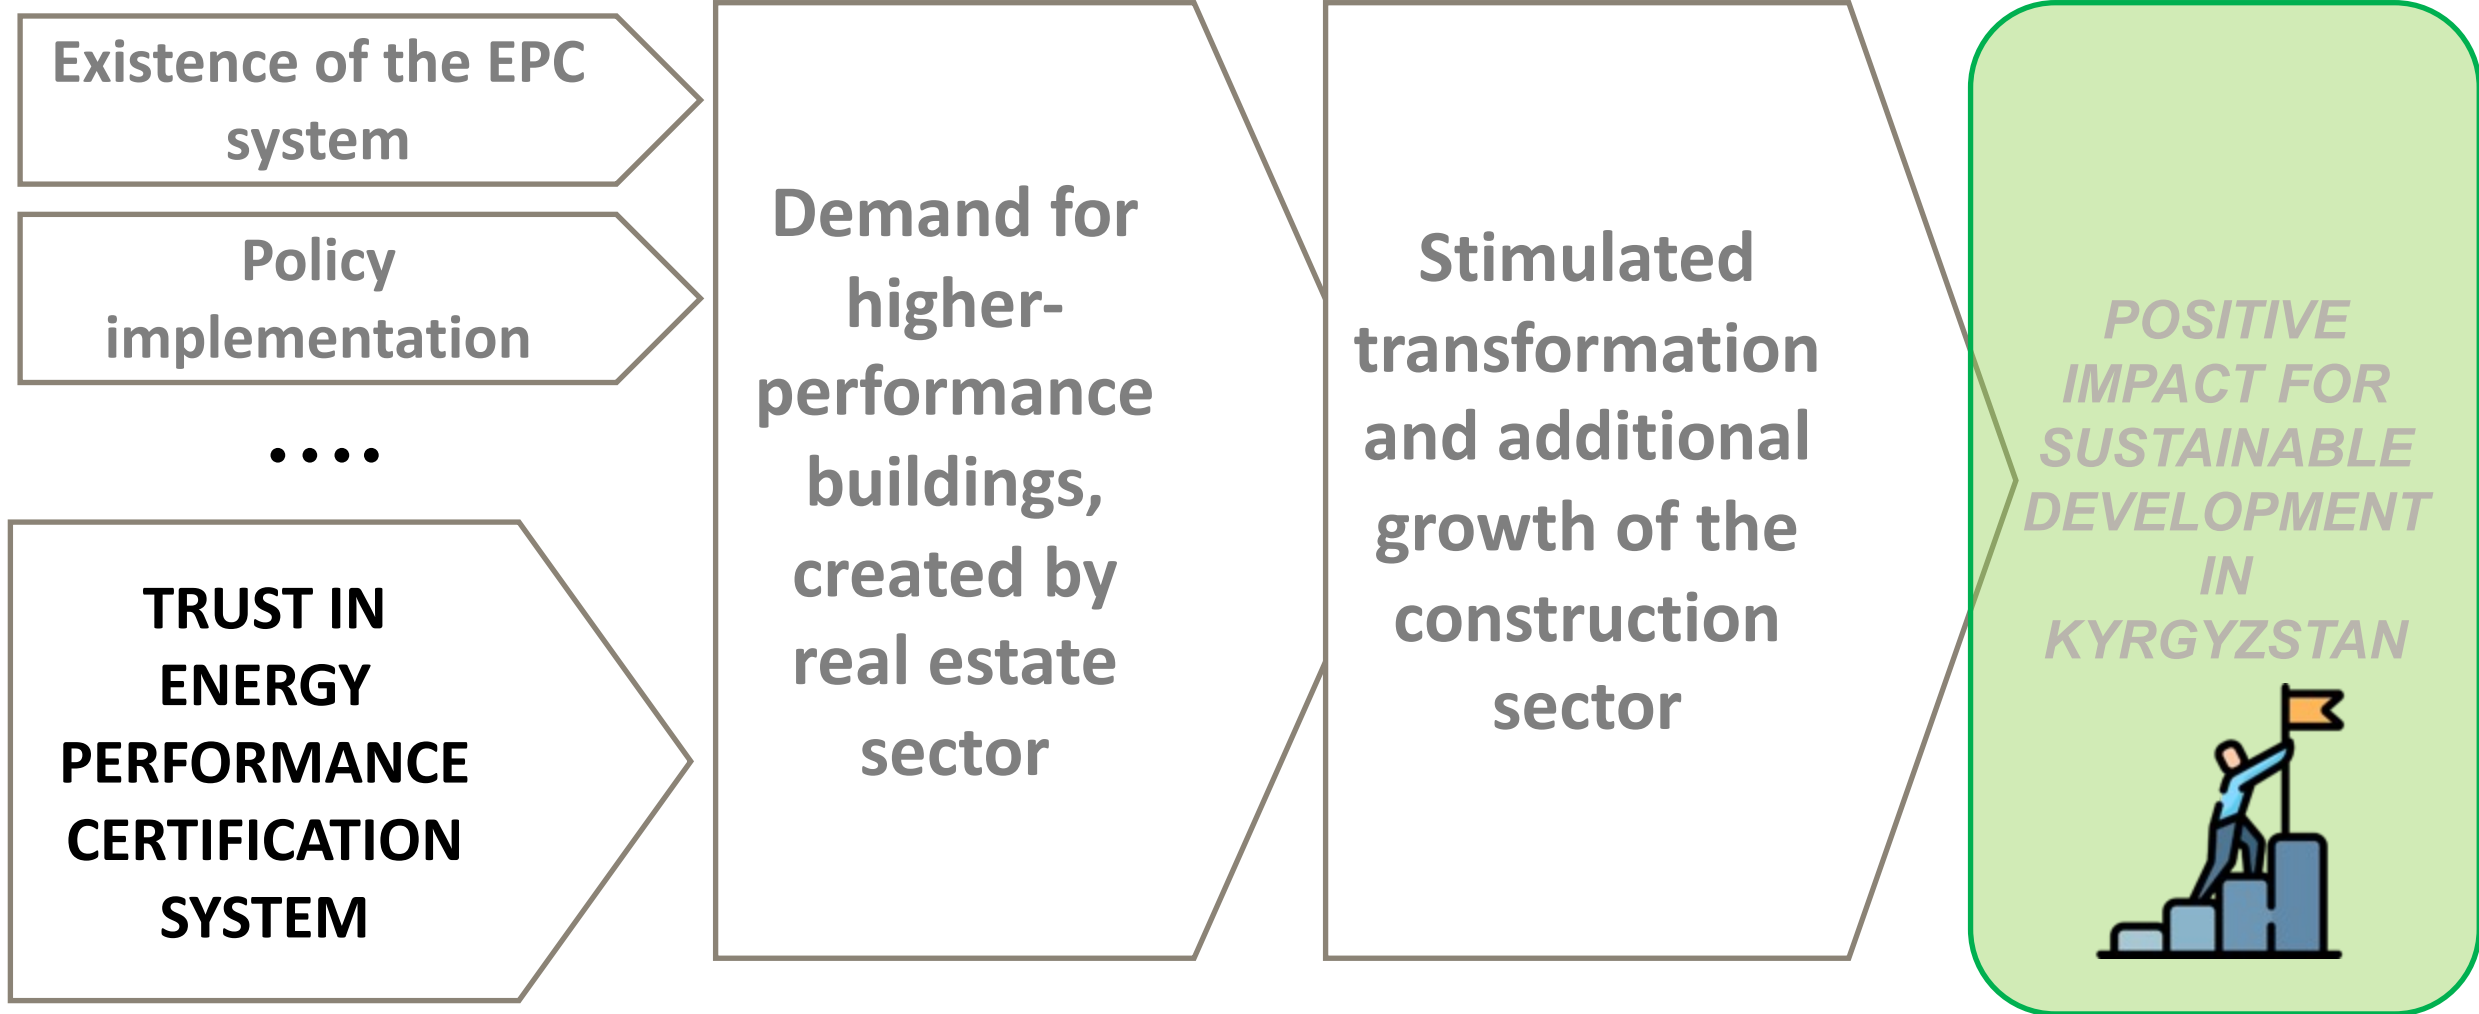 Existence of the EPC
system
Policy
implementation
....
TRUST IN
ENERGY
PERFORMANCE
CERTIFICATION
SYSTEM
Demand for
higher-
performance
buildings,
created by
real estate
sector
Stimulated
transformation
and additional
growth of the
construction
sector
POSITIVE
IMPACT FOR
SUSTAINABLE
DEVELOPMENT
IN
KYRGYZSTAN